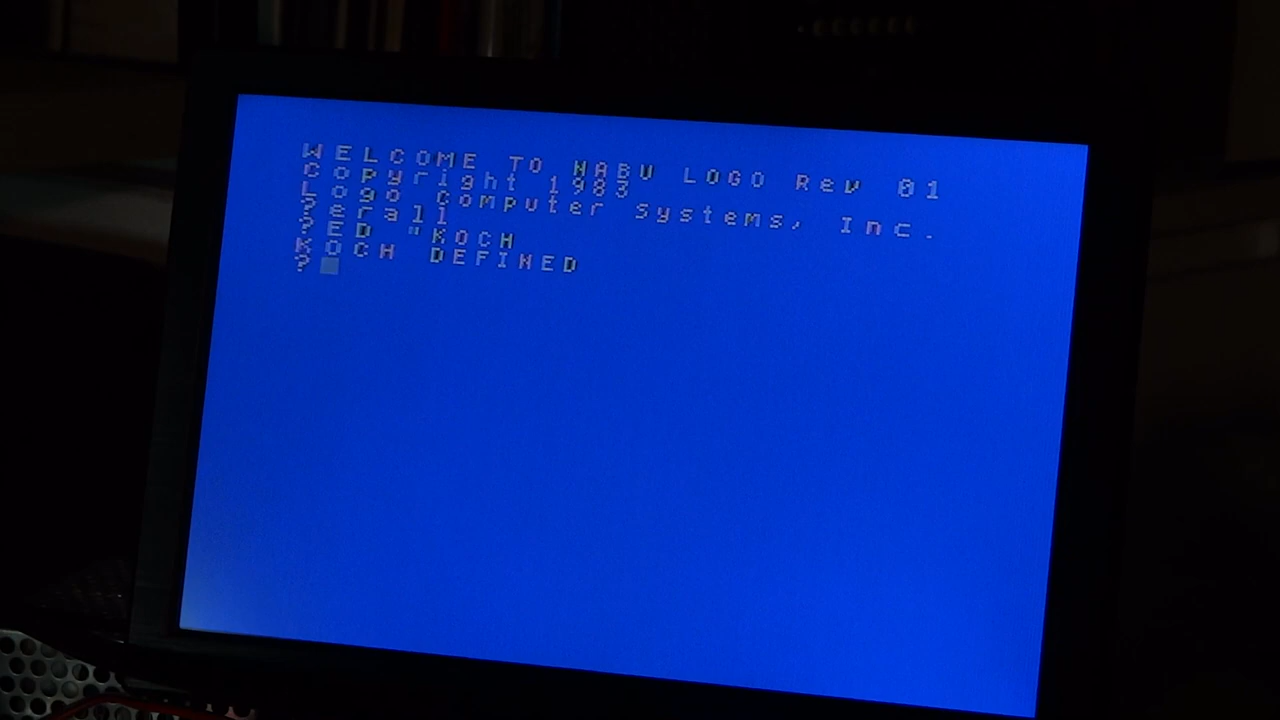 WELCOME TO NABU LOGO Rev 01
Copyright 1983
Logo Computer Systems, Inc.
?erall
?ED "KOCH
KOCH DEFINED
?